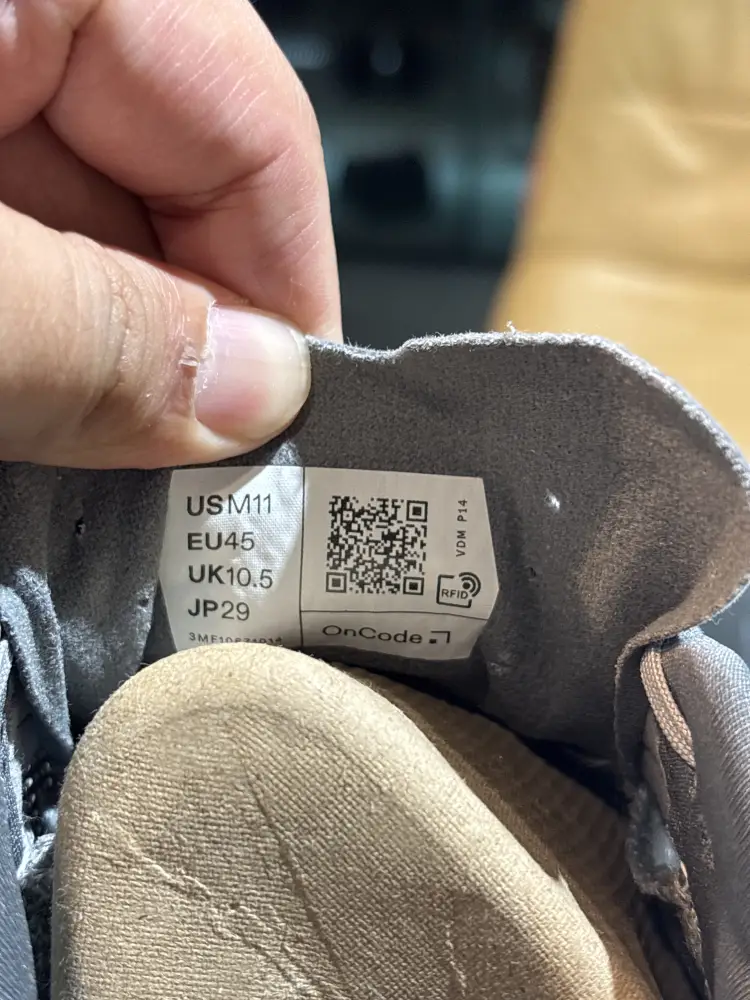 USM11
EU45
UK10.5
JP29
VDM P14
RFID
OnCode